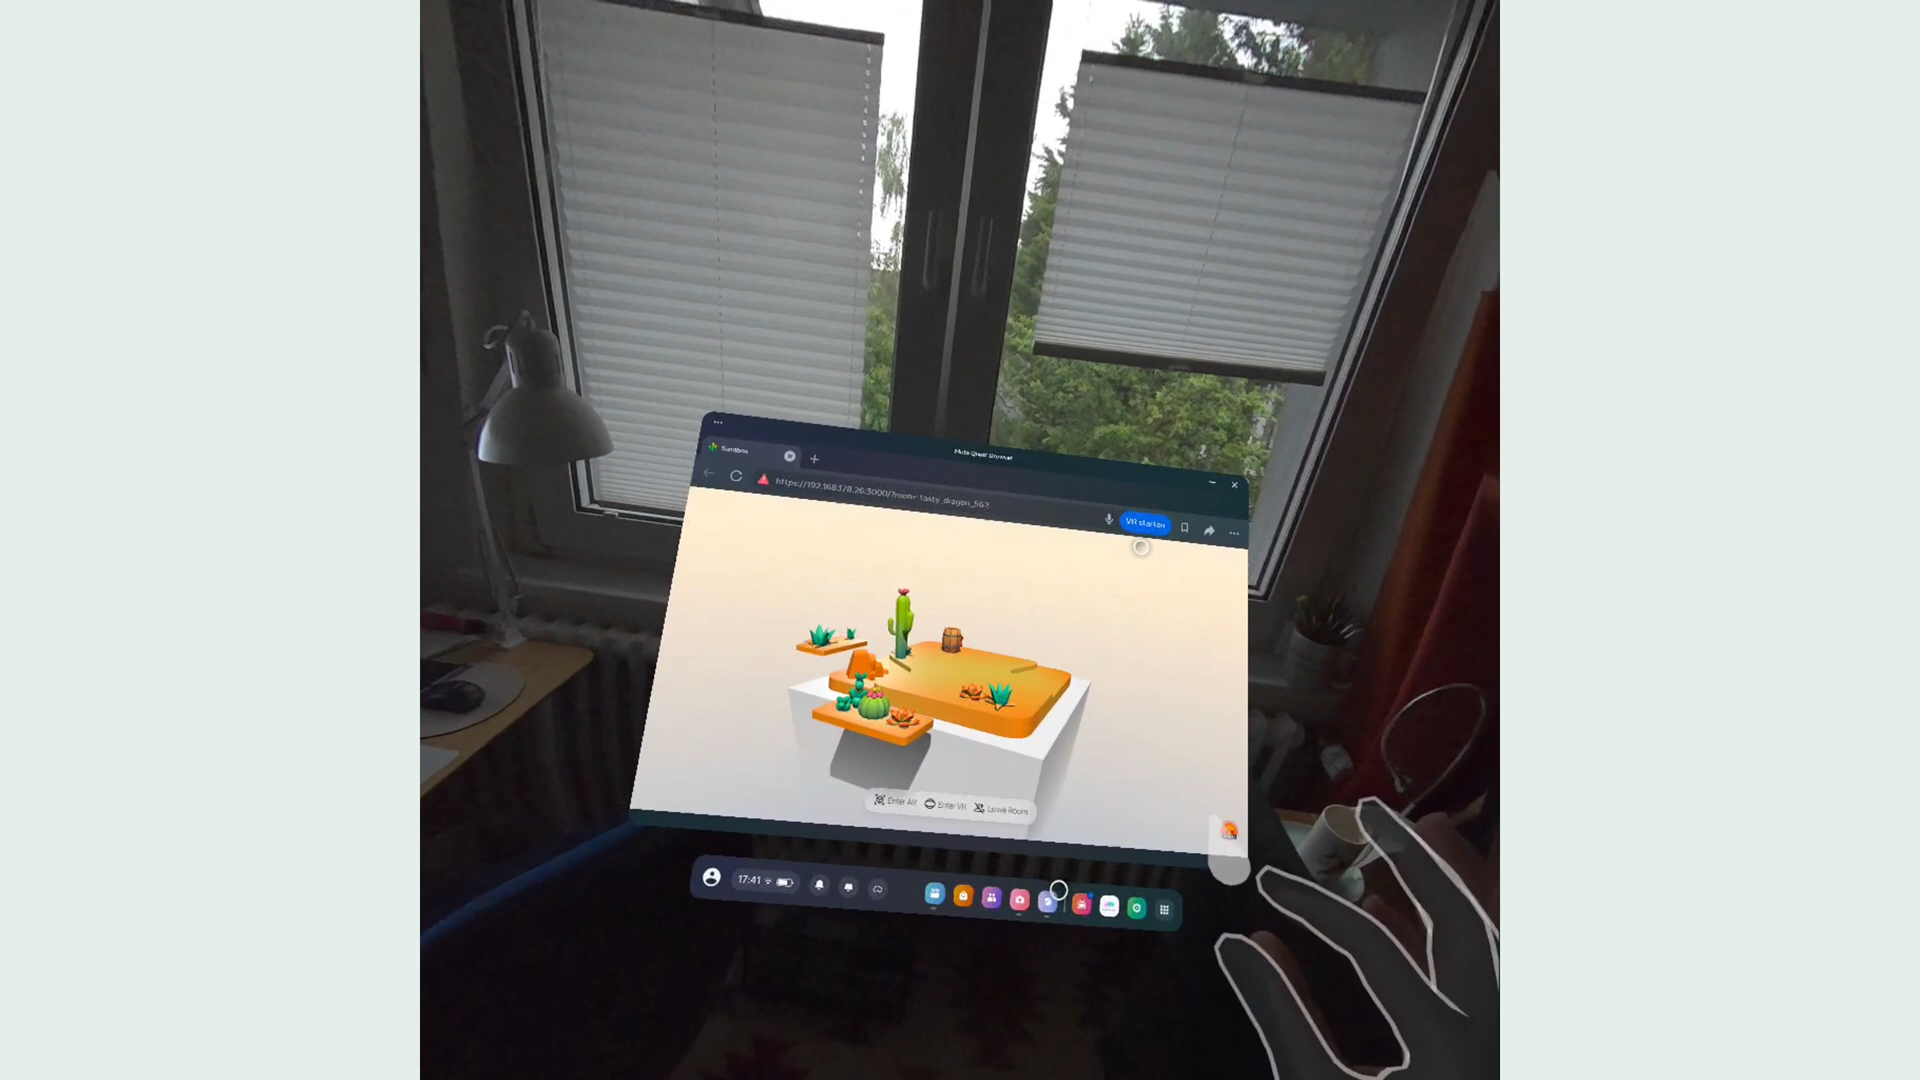 Sandbox
Meta Quest Browser
https://192.168.178.26:3000/?room=tasty_dragon_567
VR starten
Enter AR Enter VR Leave Room
17:41